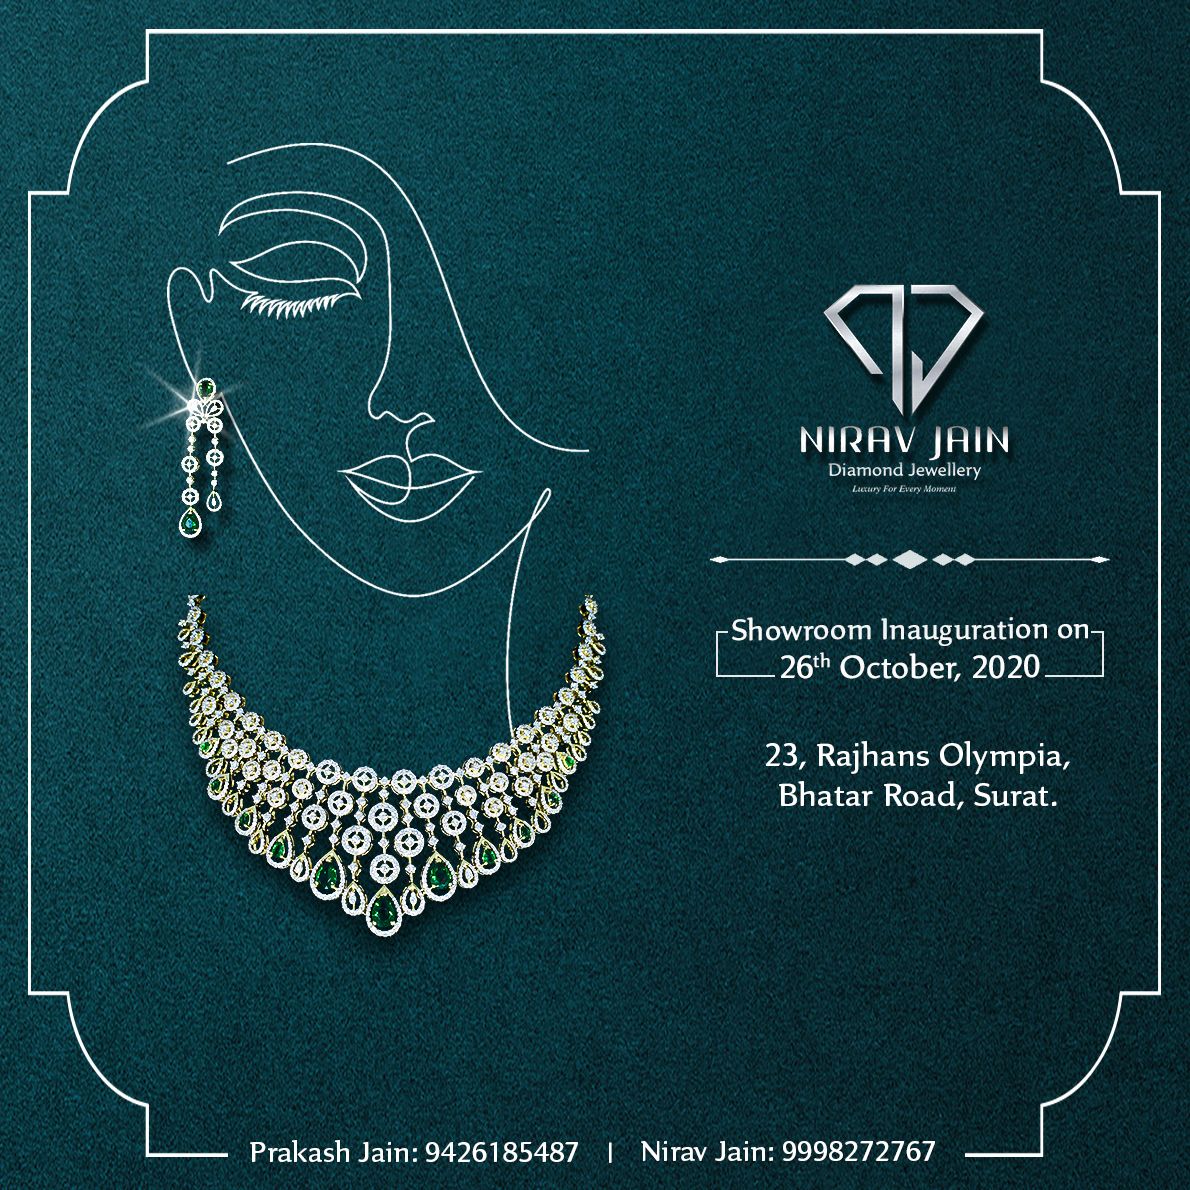 NIRAV JAIN
Diamond Jewellery
Luxury For Every Moment
Showroom Inauguration on
26th October, 2020
23, Rajhans Olympia,
Bhatar Road, Surat.
Prakash Jain: 9426185487 | Nirav Jain: 9998272767